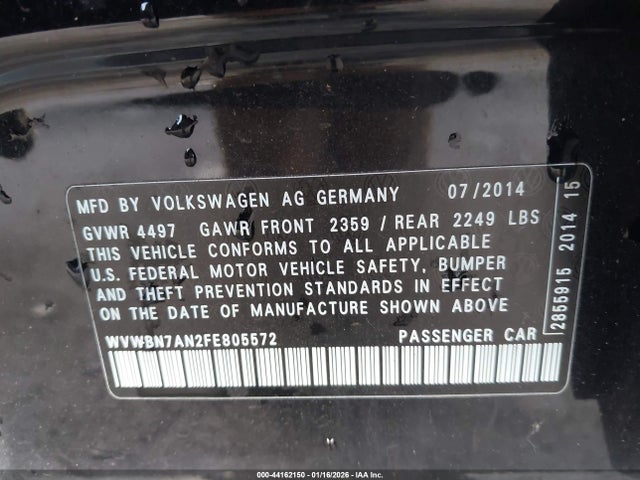 MFD BY VOLKSWAGEN AG GERMANY 07/2014
GVWR 4497 GAWR FRONT 2359 / REAR 2249 LBS
THIS VEHICLE CONFORMS TO ALL APPLICABLE
U.S. FEDERAL MOTOR VEHICLE SAFETY, BUMPER
AND THEFT PREVENTION STANDARDS IN EFFECT
ON THE DATE OF MANUFACTURE SHOWN ABOVE
WVWBN7AN2FE805572 PASSENGER CAR
2855915 2014 15
000-44162150 - 01/16/2026 - IAA Inc.